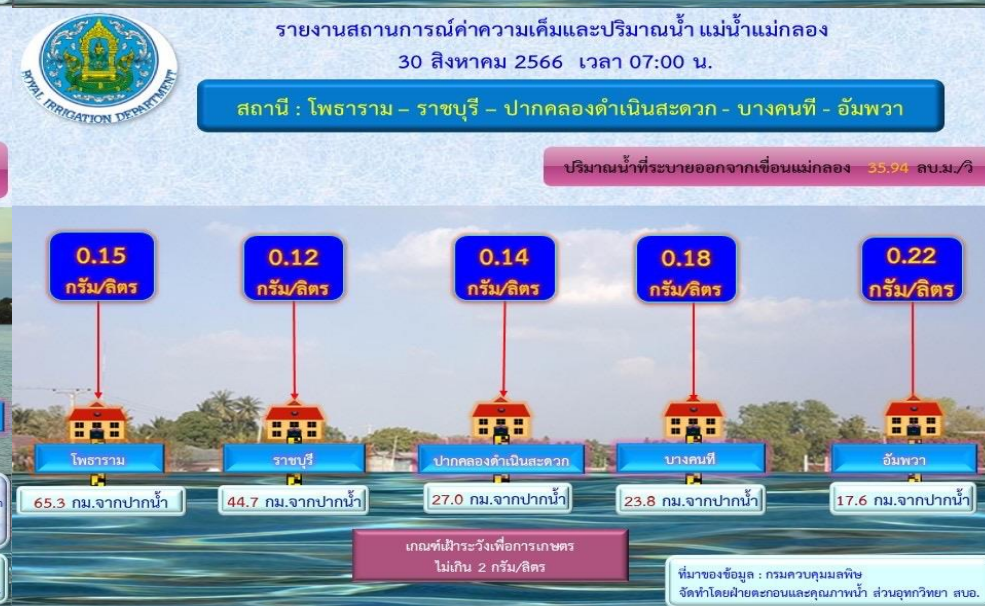 รายงานสถานการณ์ค่าความเค็มและปริมาณน้ำ แม่น้ำแม่กลอง
30 สิงหาคม 2566 เวลา 07:00 น.
ROYAL IRRIGATION DEPARTMENT
สถานี : โพธาราม – ราชบุรี – ปากคลองดำเนินสะดวก - บางคนที - อัมพวา
ปริมาณน้ำที่ระบายออกจากเขื่อนแม่กลอง 35.94 ลบ.ม./วิ
0.15
กรัม/ลิตร
0.12
กรัม/ลิตร
0.14
กรัม/ลิตร
0.18
กรัม/ลิตร
0.22
กรัม/ลิตร
โพธาราม
ราชบุรี
ปากคลองดำเนินสะดวก
บางคนที
อัมพวา
65.3 กม.จากปากน้ำ
44.7 กม.จากปากน้ำ
27.0 กม.จากปากน้ำ
23.8 กม.จากปากน้ำ
17.6 กม.จากปากน้ำ
เกณฑ์เฝ้าระวังเพื่อการเกษตร
ไม่เกิน 2 กรัม/ลิตร
ที่มาของข้อมูล : กรมควบคุมมลพิษ
จัดทำโดยฝ่ายตะกอนและคุณภาพน้ำ ส่วนอุทกวิทยา สบอ.